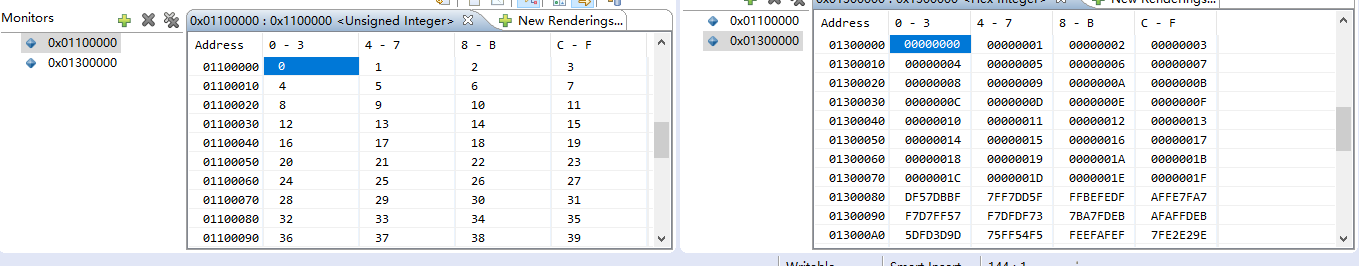 Monitors
0x01100000
0x01300000
0x01100000 : 0x1100000 <Unsigned Integer>
New Renderings...
Address 0 - 3 4 - 7 8 - B C - F
01100000 0 1 2 3
01100010 4 5 6 7
01100020 8 9 10 11
01100030 12 13 14 15
01100040 16 17 18 19
01100050 20 21 22 23
01100060 24 25 26 27
01100070 28 29 30 31
01100080 32 33 34 35
01100090 36 37 38 39
0x01100000
0x01300000
0x01300000 : 0x1300000 <Hex Integer>
New Renderings...
Address 0 - 3 4 - 7 8 - B C - F
01300000 00000000 00000001 00000002 00000003
01300010 00000004 00000005 00000006 00000007
01300020 00000008 00000009 0000000A 0000000B
01300030 0000000C 0000000D 0000000E 0000000F
01300040 00000010 00000011 00000012 00000013
01300050 00000014 00000015 00000016 00000017
01300060 00000018 00000019 0000001A 0000001B
01300070 0000001C 0000001D 0000001E 0000001F
01300080 DF57DBBF 7FF7DD5F FFBEFEDF AFFE7FA7
01300090 F7D7FF57 F7DFDF73 7BA7FDEB AFAFFDEB
013000A0 5DFD3D9D 75FF54F5 FEEFAFEF 7FE2E29E
Writable
Smart Insert
144 : 1